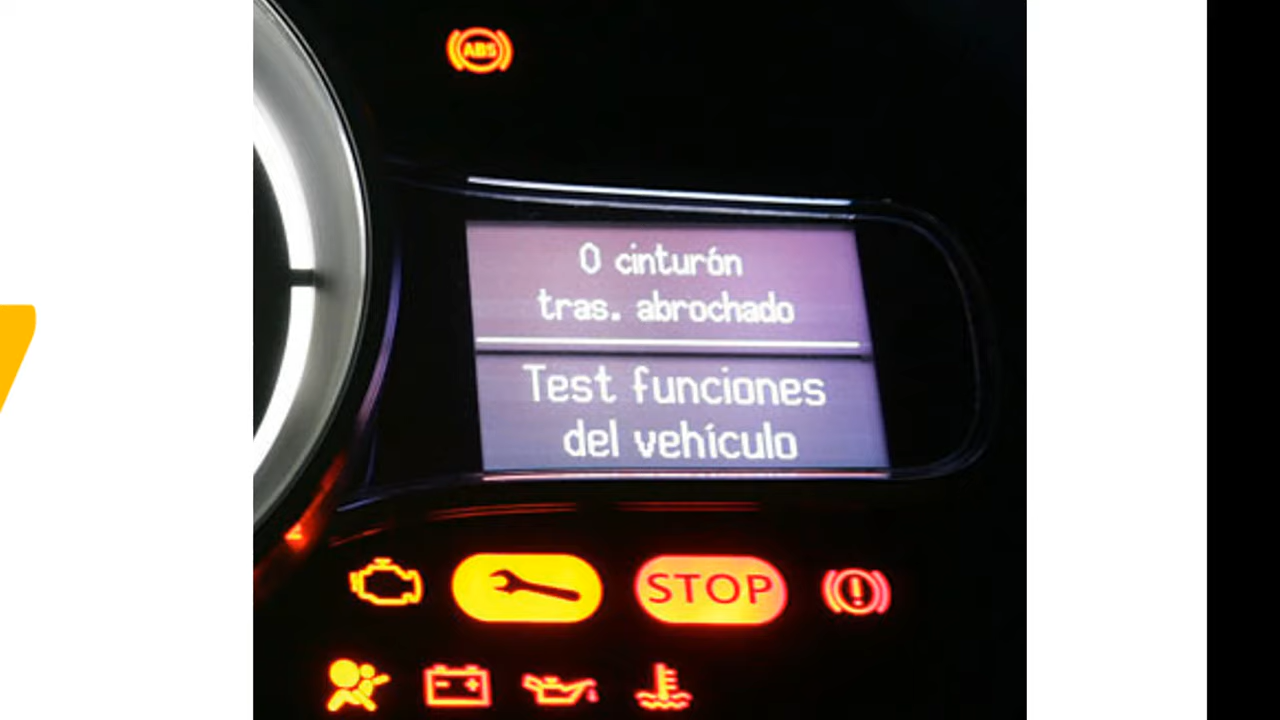 ABS
0 cinturón
tras. abrochado
Test funciones
del vehículo
STOP